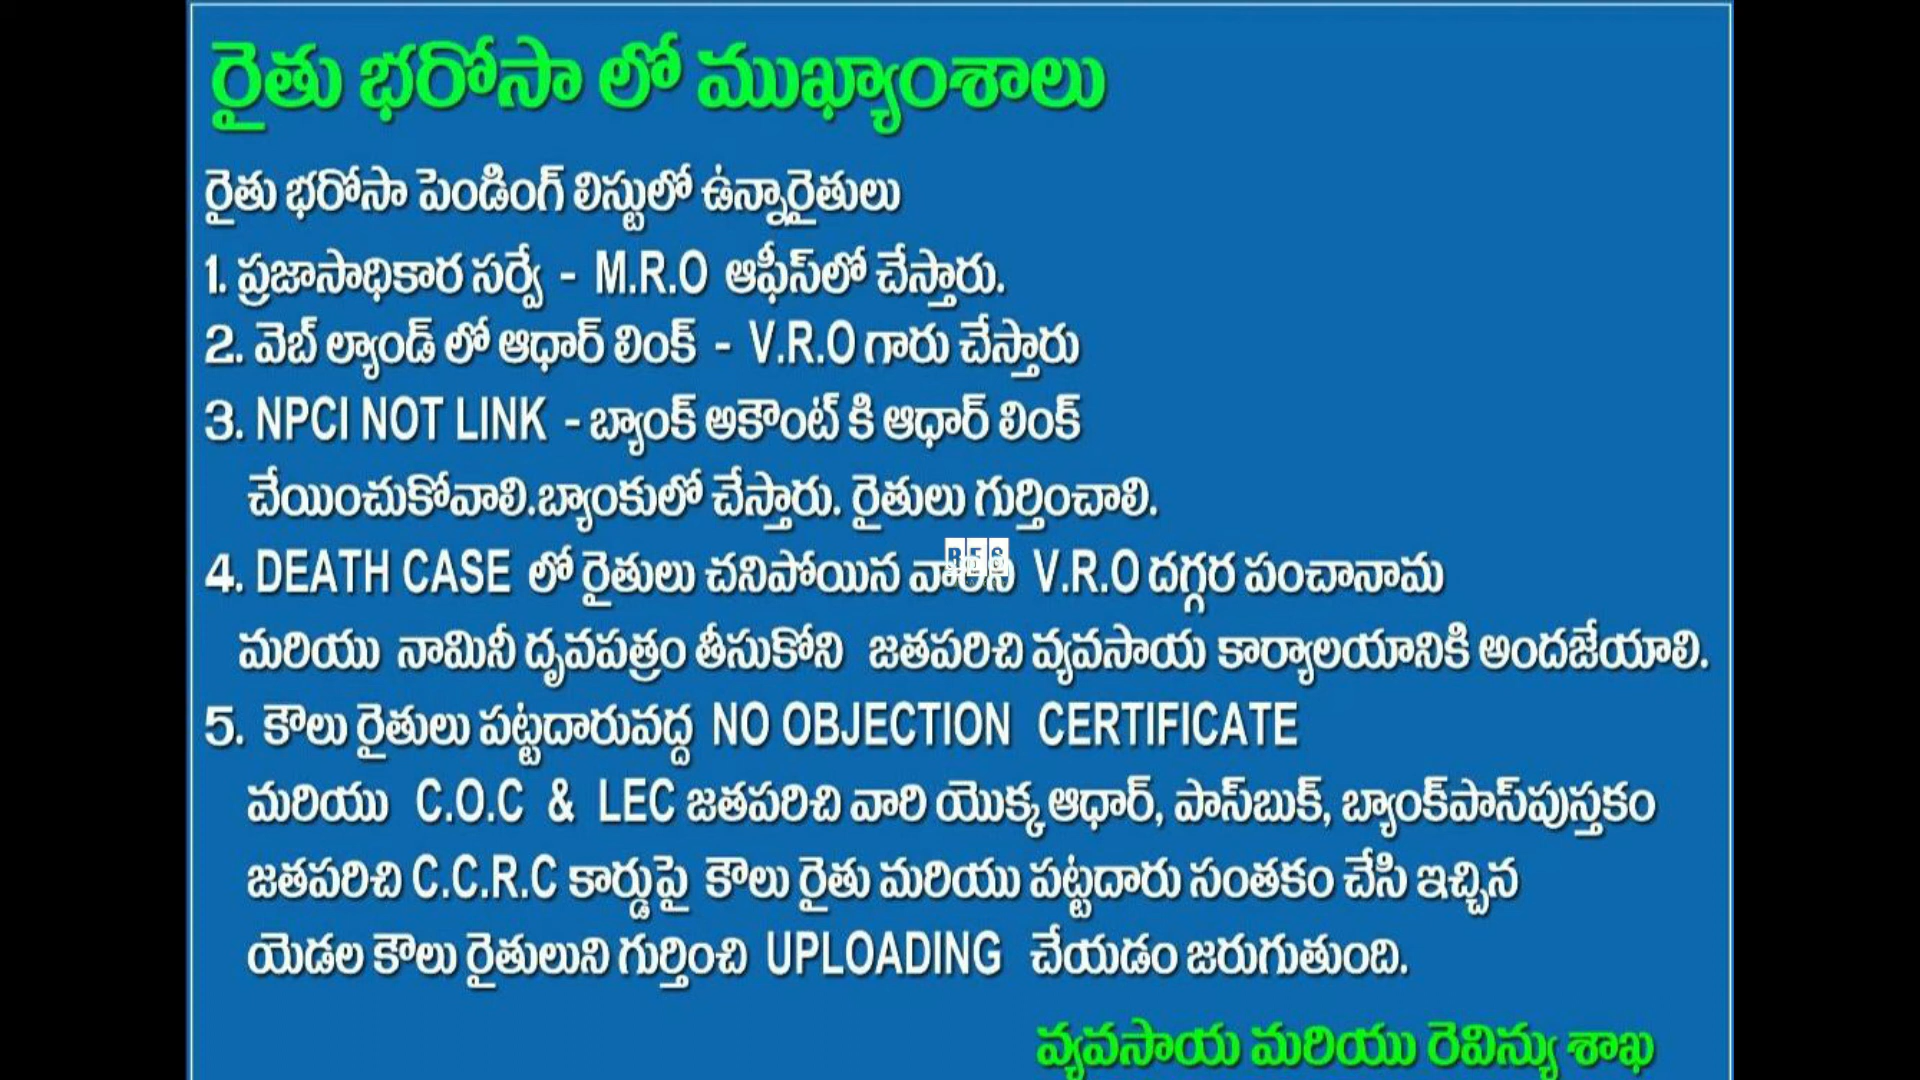 రైతు భరోసా లో ముఖ్యాంశాలు
రైతు భరోసా పెండింగ్ లిస్టులో ఉన్నారైతులు
1. ప్రజాసాధికార సర్వే - M.R.O ఆఫీస్‌లో చేస్తారు.
2. వెబ్ ల్యాండ్ లో ఆధార్ లింక్ - V.R.O గారు చేస్తారు
3. NPCI NOT LINK - బ్యాంక్ అకౌంట్ కి ఆధార్ లింక్
చేయించుకోవాలి.బ్యాంకులో చేస్తారు. రైతులు గుర్తించాలి.
4. DEATH CASE లో రైతులు చనిపోయిన V.R.O దగ్గర పంచానామ
మరియు నామినీ దృవపత్రం తీసుకోని జతపరిచి వ్యవసాయ కార్యాలయానికి అందజేయాలి.
5. కౌలు రైతులు పట్టదారువద్ద NO OBJECTION CERTIFICATE
మరియు C.O.C & LEC జతపరిచి వారి యొక్క ఆధార్, పాస్‌బుక్, బ్యాంక్‌పాస్‌పుస్తకం
జతపరిచి C.C.R.C కార్డుపై కౌలు రైతు మరియు పట్టదారు సంతకం చేసి ఇచ్చిన
యెడల కౌలు రైతులుని గుర్తించి UPLOADING చేయడం జరుగుతుంది.
వ్యవసాయ మరియు రెవిన్యు శాఖ